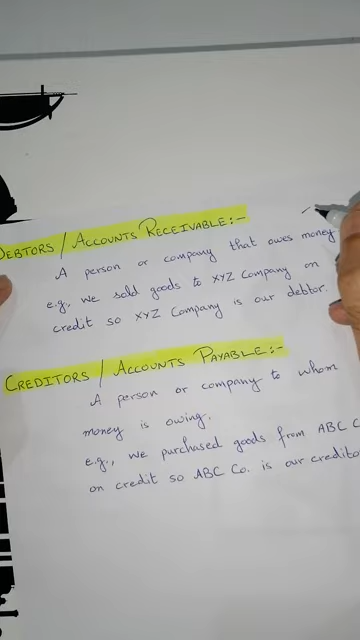 DEBTORS / ACCOUNTS RECEIVABLE:-
A person or company that owes money
e.g., we sold goods to XYZ Company on
credit so XYZ Company is our debtor.
CREDITORS / ACCOUNTS PAYABLE:-
A person or company to whom
money is owing.
e.g., we purchased goods from ABC C
on credit so ABC Co. is our creditor